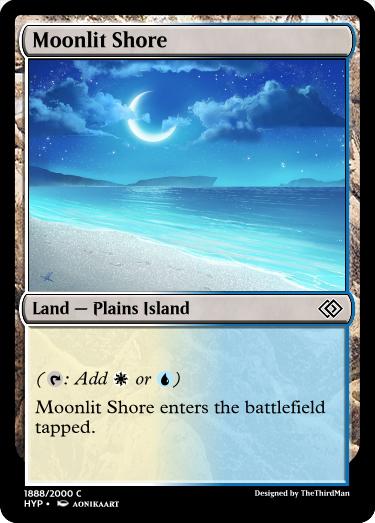 Moonlit Shore
Land — Plains Island
(: Add or )
Moonlit Shore enters the battlefield
tapped.
1888/2000 C
HYP • AONIKAART
Designed by TheThirdMan